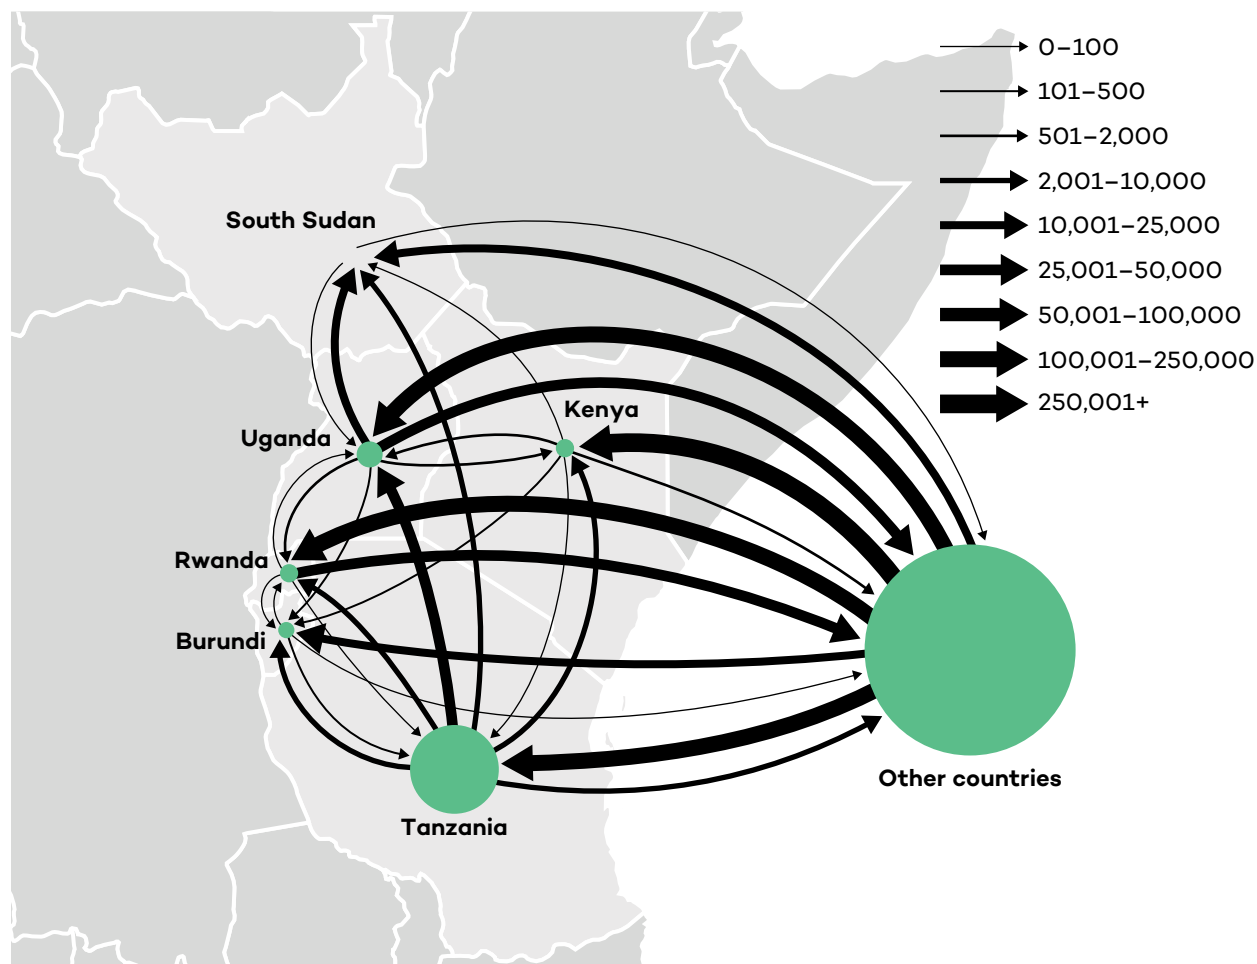 0–100
101–500
501–2,000
2,001–10,000
10,001–25,000
25,001–50,000
50,001–100,000
100,001–250,000
250,001+
South Sudan
Kenya
Uganda
Rwanda
Burundi
Other countries
Tanzania